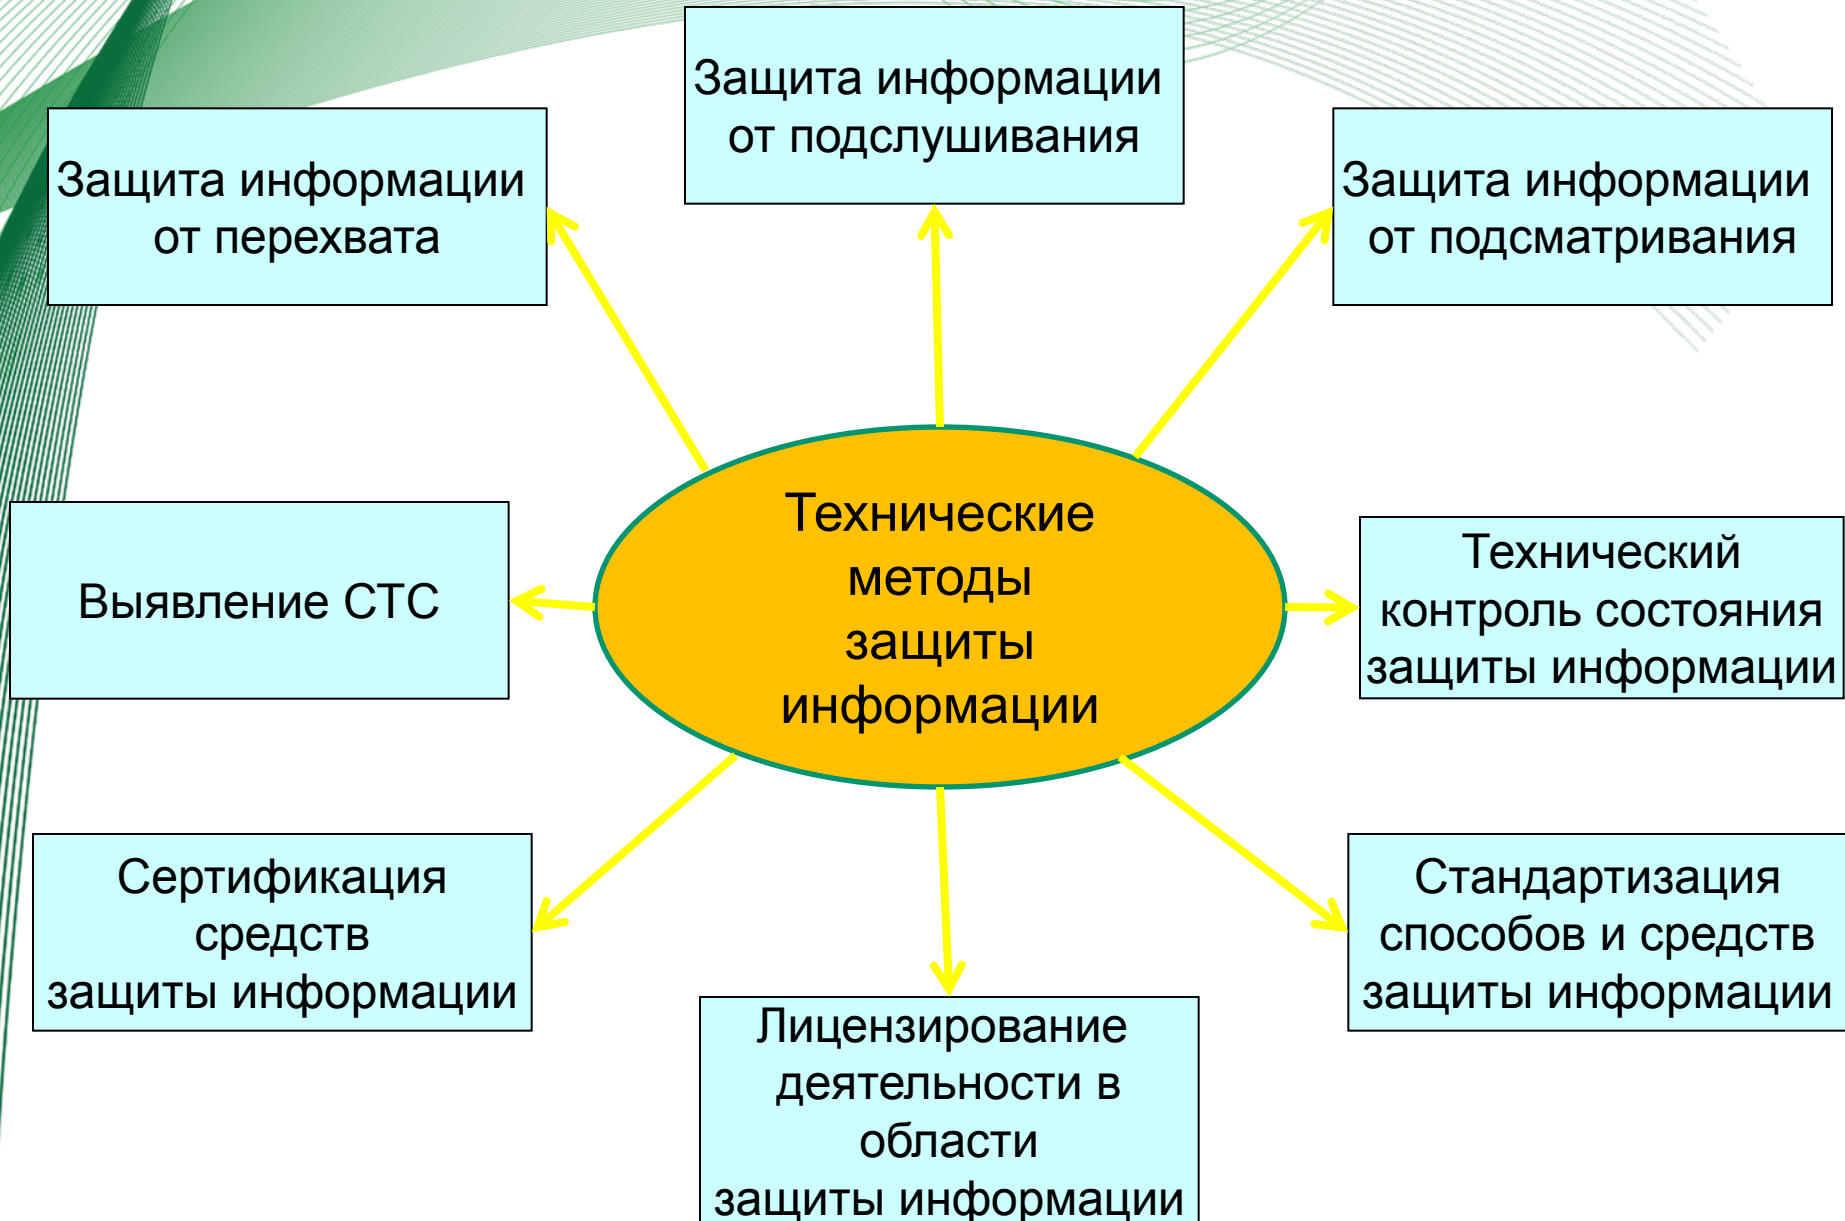 Защита информации
от подслушивания
Защита информации
от перехвата
Защита информации
от подсматривания
Технические
методы
защиты
информации
Выявление СТС
Технический
контроль состояния
защиты информации
Сертификация
средств
защиты информации
Лицензирование
деятельности в
области
защиты информации
Стандартизация
способов и средств
защиты информации